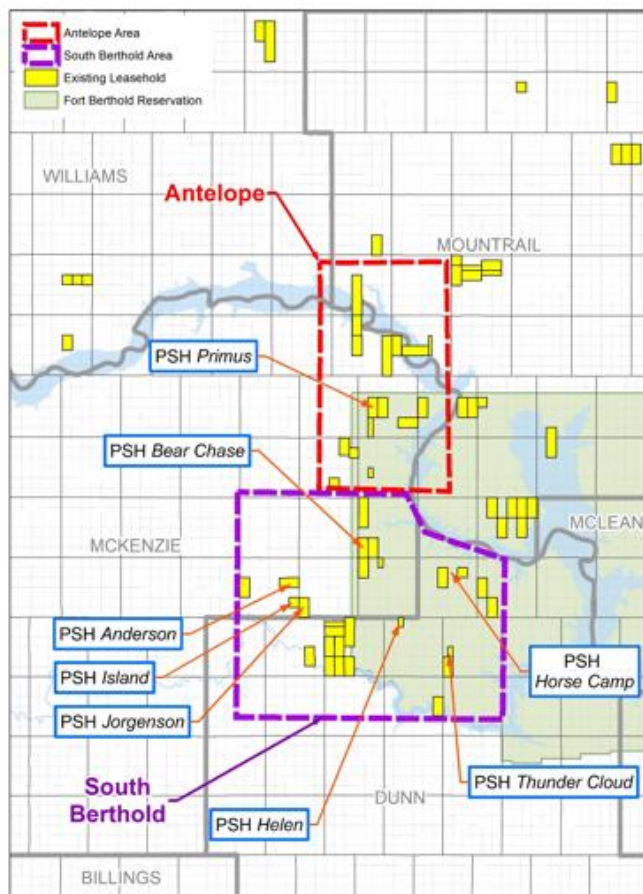 Antelope Area
South Berthold Area
Existing Leasehold
Fort Berthold Reservation
WILLIAMS
Antelope
MOUNTRAIL
PSH Primus
PSH Bear Chase
MCLEAN
MCKENZIE
PSH Anderson
PSH Island
PSH
Horse Camp
PSH Jorgenson
South
Berthold
PSH Thunder Cloud
DUNN
PSH Helen
BILLINGS